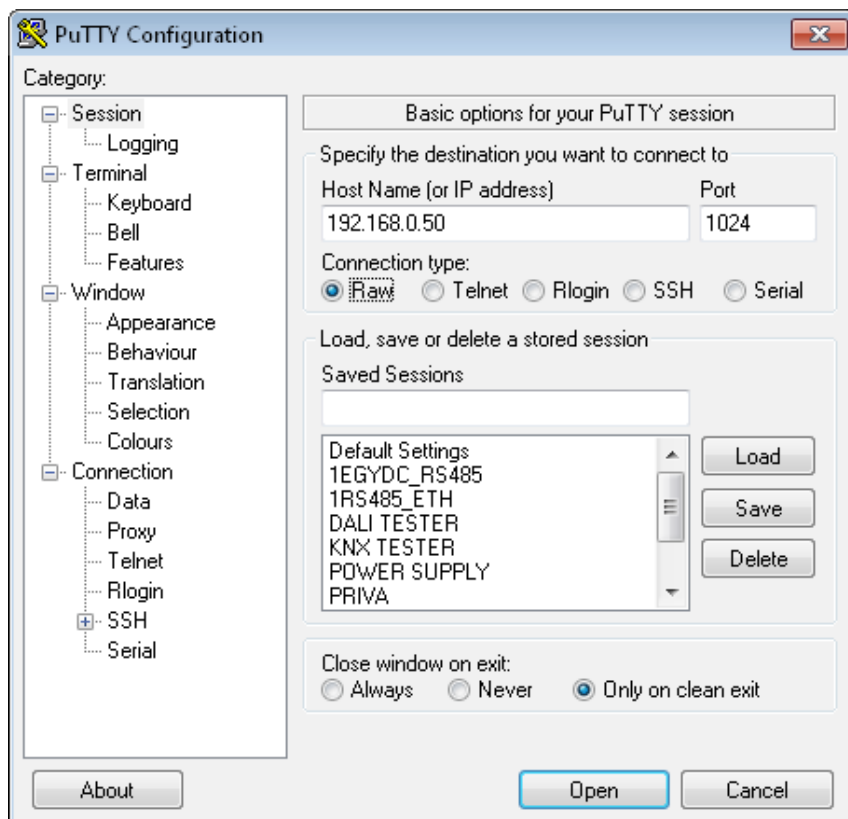 PuTTY Configuration
Category:
Session
Logging
Terminal
Keyboard
Bell
Features
Window
Appearance
Behaviour
Translation
Selection
Colours
Connection
Data
Proxy
Telnet
Rlogin
SSH
Serial
Basic options for your PuTTY session
Specify the destination you want to connect to
Host Name (or IP address) Port
192.168.0.50 1024
Connection type:
Raw Telnet Rlogin SSH Serial
Load, save or delete a stored session
Saved Sessions
Default Settings
1EGYDC_RS485
1RS485_ETH
DALI TESTER
KNX TESTER
POWER SUPPLY
PRIVA
Load
Save
Delete
Close window on exit:
Always Never Only on clean exit
About Open Cancel